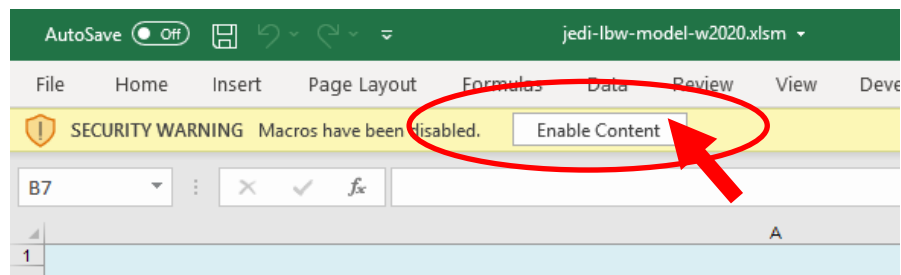 AutoSave Off jedi-lbw-model-w2020.xlsm
File Home Insert Page Layout Formulas Data Review View Deve
SECURITY WARNING Macros have been disabled. Enable Content
B7 fx
A
1